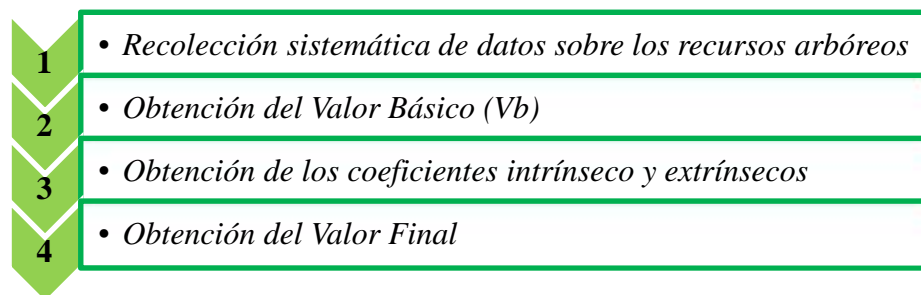 1 • Recolección sistemática de datos sobre los recursos arbóreos
2 • Obtención del Valor Básico (Vb)
3 • Obtención de los coeficientes intrínseco y extrínsecos
4 • Obtención del Valor Final